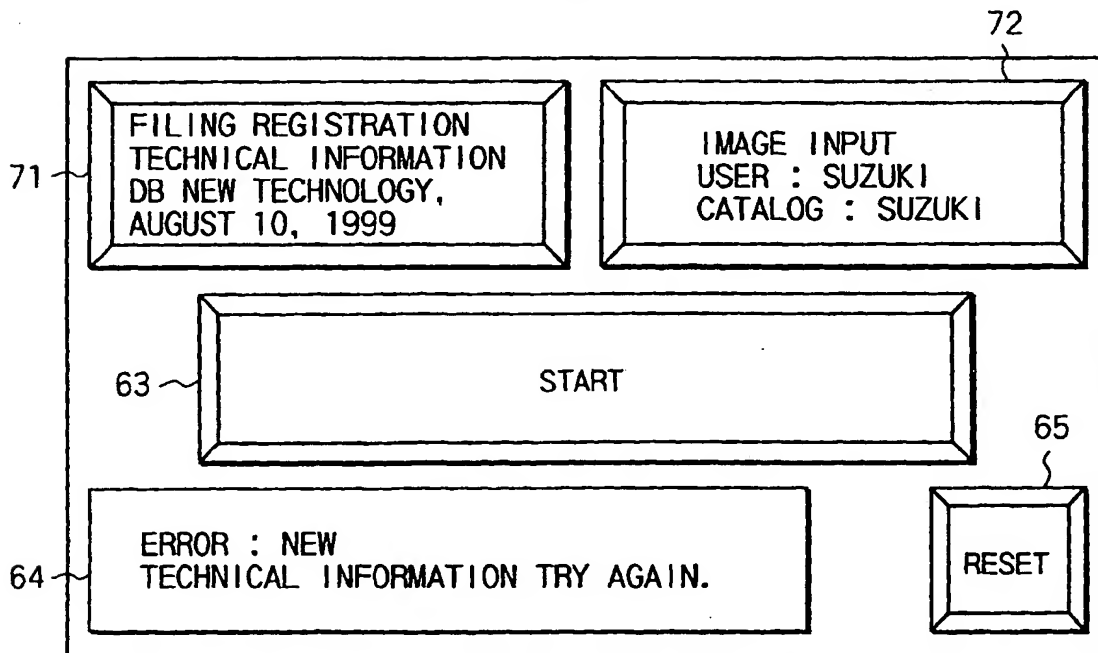 72
FILING REGISTRATION
TECHNICAL INFORMATION
DB NEW TECHNOLOGY,
AUGUST 10, 1999
71
IMAGE INPUT
USER : SUZUKI
CATALOG : SUZUKI
63
START
65
ERROR : NEW
TECHNICAL INFORMATION TRY AGAIN.
64
RESET